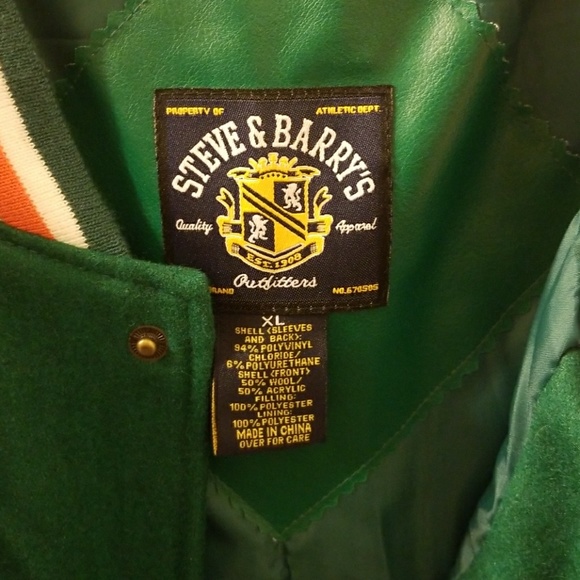 PROPERTY OF ATHLETIC DEPT.
STEVE & BARRY'S
Quality Apparel
EST. 1908
Outfitters
BRAND NO.670595
XL
SHELL (SLEEVES
AND BACK):
94% POLYVINYL
CHLORIDE/
6% POLYURETHANE
SHELL (FRONT)
50% WOOL/
50% ACRYLIC
FILLING:
100% POLYESTER
LINING:
100% POLYESTER
MADE IN CHINA
OVER FOR CARE